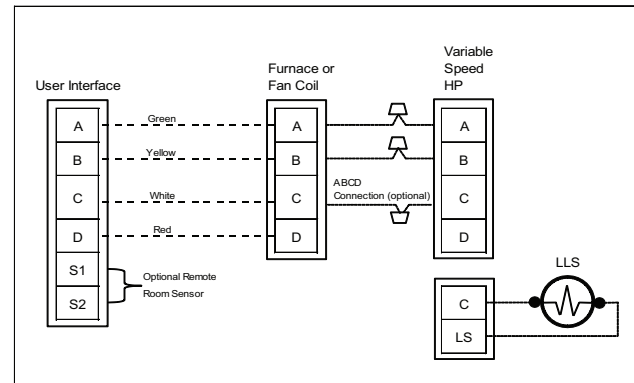 Variable
Speed
HP
Furnace or
Fan Coil
User Interface
A
Green
A
A
B
Yellow
B
B
ABCD
Connection (optional)
C
White
C
C
D
Red
D
D
S1
Optional Remote
Room Sensor
S2
LLS
C
LS